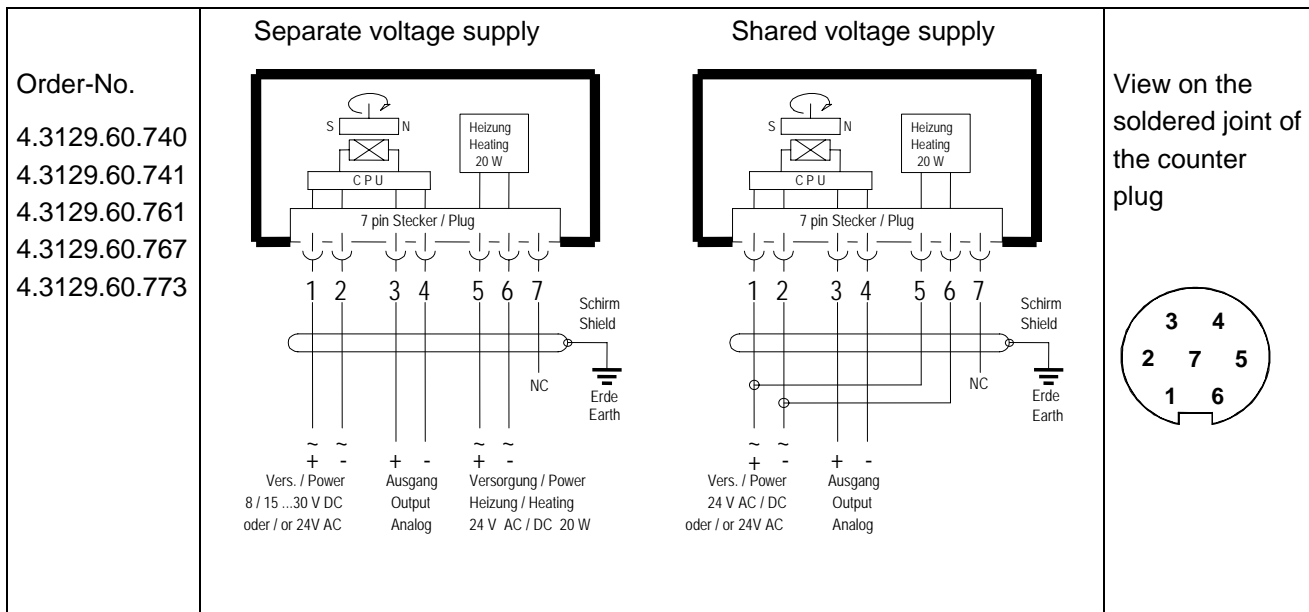 Order-No.
4.3129.60.740
4.3129.60.741
4.3129.60.761
4.3129.60.767
4.3129.60.773
Separate voltage supply
S N
Heizung
Heating
20 W
CPU
7 pin Stecker / Plug
1 2 3 4 5 6 7
Schirm
Shield
NC
Erde
Earth
~ ~ ~ ~
+ - + - + -
Vers. / Power Ausgang Versorgung / Power
8 / 15 ...30 V DC Output Heizung / Heating
oder / or 24V AC Analog 24 V AC / DC 20 W
Shared voltage supply
S N
Heizung
Heating
20 W
CPU
7 pin Stecker / Plug
1 2 3 4 5 6 7
Schirm
Shield
NC
Erde
Earth
~ ~
+ - + -
Vers. / Power Ausgang
24 V AC / DC Output
oder / or 24V AC Analog
View on the
soldered joint of
the counter
plug
3 4
2 7 5
1 6